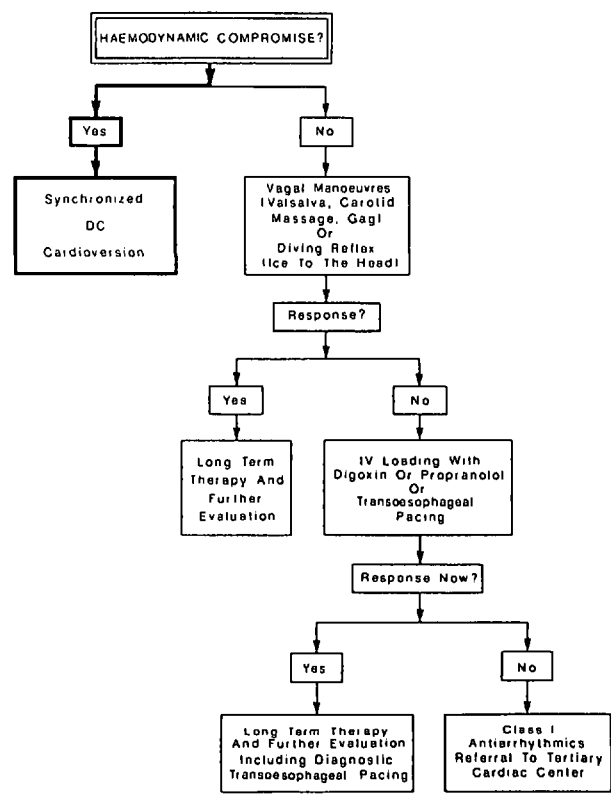 HAEMODYNAMIC COMPROMISE?
Yes
No
Synchronized
DC
Cardioversion
Vagal Manoeuvres
(Valsalva, Carotid
Massage, Gag)
Or
Diving Reflex
(Ice To The Head)
Response?
Yes
No
Long Term
Therapy And
Further
Evaluation
IV Loading With
Digoxin Or Propranolol
Or
Transoesophageal
Pacing
Response Now?
Yes
No
Long Term Therapy
And Further Evaluation
Including Diagnostic
Transoesophageal Pacing
Class I
Antiarrhythmics
Referral To Tertiary
Cardiac Center